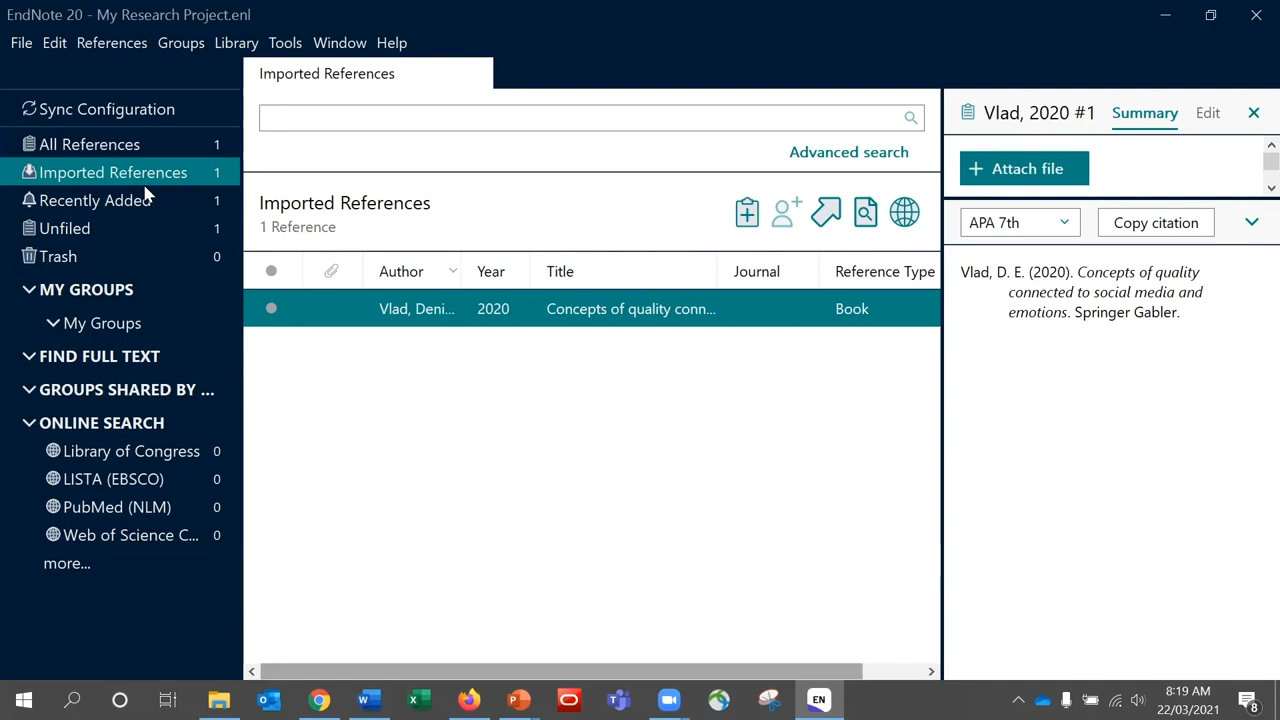 EndNote 20 - My Research Project.enl
File Edit References Groups Library Tools Window Help
Sync Configuration
All References 1
Imported References 1
Recently Added 1
Unfiled 1
Trash 0
MY GROUPS
My Groups
FIND FULL TEXT
GROUPS SHARED BY ...
ONLINE SEARCH
Library of Congress 0
LISTA (EBSCO) 0
PubMed (NLM) 0
Web of Science C... 0
more...
Imported References
Advanced search
Imported References
1 Reference
Author Year Title Journal Reference Type
Vlad, Deni... 2020 Concepts of quality conn... Book
Vlad, 2020 #1 Summary Edit
+ Attach file
APA 7th Copy citation
Vlad, D. E. (2020). Concepts of quality
connected to social media and
emotions. Springer Gabler.
EN
8:19 AM
22/03/2021
8